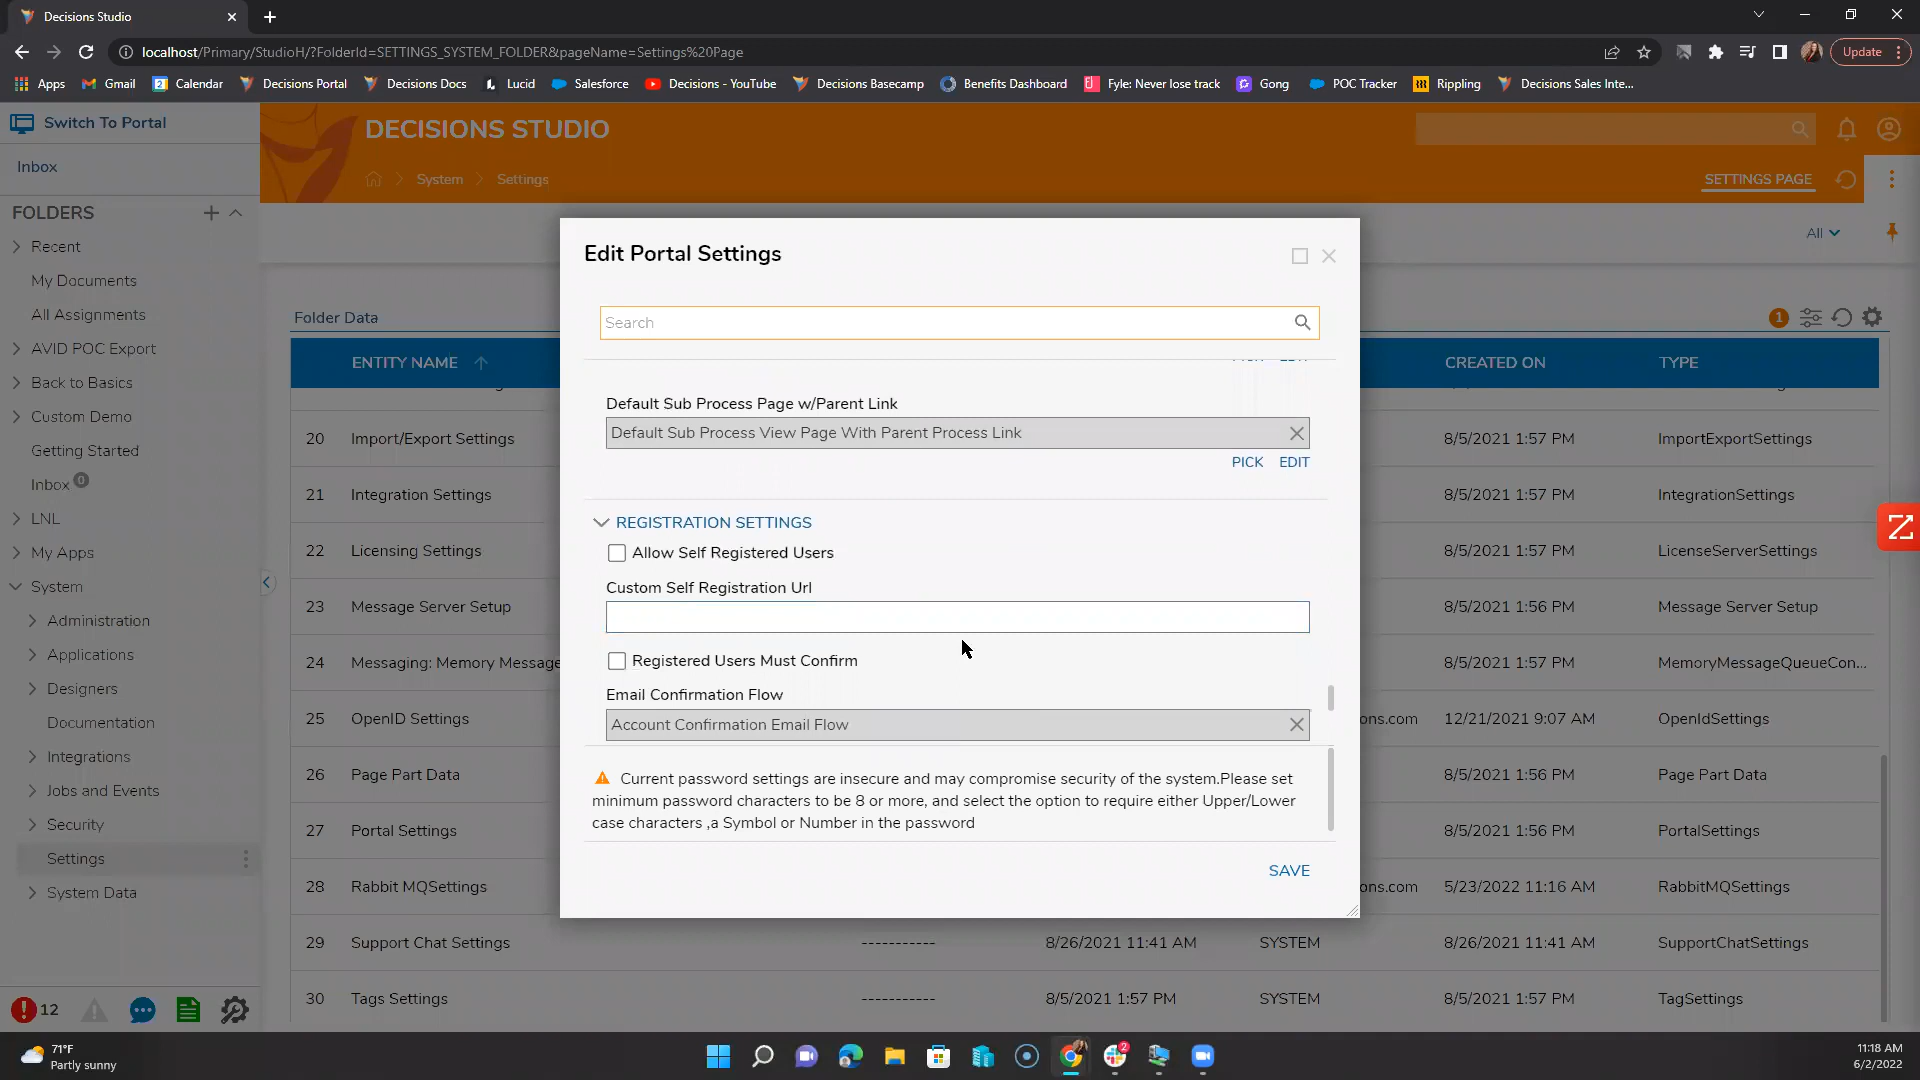 Decisions Studio
localhost/Primary/StudioH/?FolderId=SETTINGS_SYSTEM_FOLDER&pageName=Settings%20Page
Update
Apps
Gmail
Calendar
Decisions Portal
Decisions Docs
Lucid
Salesforce
Decisions - YouTube
Decisions Basecamp
Benefits Dashboard
Fyle: Never lose track
Gong
POC Tracker
Rippling
Decisions Sales Inte...
Switch To Portal
DECISIONS STUDIO
Inbox
System
Settings
SETTINGS PAGE
FOLDERS
Recent
My Documents
All Assignments
AVID POC Export
Back to Basics
Custom Demo
Getting Started
Inbox 0
LNL
My Apps
System
Administration
Applications
Designers
Documentation
Integrations
Jobs and Events
Security
Settings
System Data
12
All
Folder Data
1
ENTITY NAME
CREATED ON
TYPE
20 Import/Export Settings 8/5/2021 1:57 PM ImportExportSettings
21 Integration Settings 8/5/2021 1:57 PM IntegrationSettings
22 Licensing Settings 8/5/2021 1:57 PM LicenseServerSettings
23 Message Server Setup 8/5/2021 1:56 PM Message Server Setup
24 Messaging: Memory Message 8/5/2021 1:57 PM MemoryMessageQueueCon...
25 OpenID Settings ons.com 12/21/2021 9:07 AM OpenIdSettings
26 Page Part Data 8/5/2021 1:56 PM Page Part Data
27 Portal Settings 8/5/2021 1:56 PM PortalSettings
28 Rabbit MQSettings ons.com 5/23/2022 11:16 AM RabbitMQSettings
29 Support Chat Settings ----------- 8/26/2021 11:41 AM SYSTEM 8/26/2021 11:41 AM SupportChatSettings
30 Tags Settings ----------- 8/5/2021 1:57 PM SYSTEM 8/5/2021 1:57 PM TagSettings
Edit Portal Settings
Search
Default Sub Process Page w/Parent Link
Default Sub Process View Page With Parent Process Link
PICK EDIT
REGISTRATION SETTINGS
Allow Self Registered Users
Custom Self Registration Url
Registered Users Must Confirm
Email Confirmation Flow
Account Confirmation Email Flow
Current password settings are insecure and may compromise security of the system.Please set
minimum password characters to be 8 or more, and select the option to require either Upper/Lower
case characters ,a Symbol or Number in the password
SAVE
71°F
Partly sunny
2
11:18 AM
6/2/2022